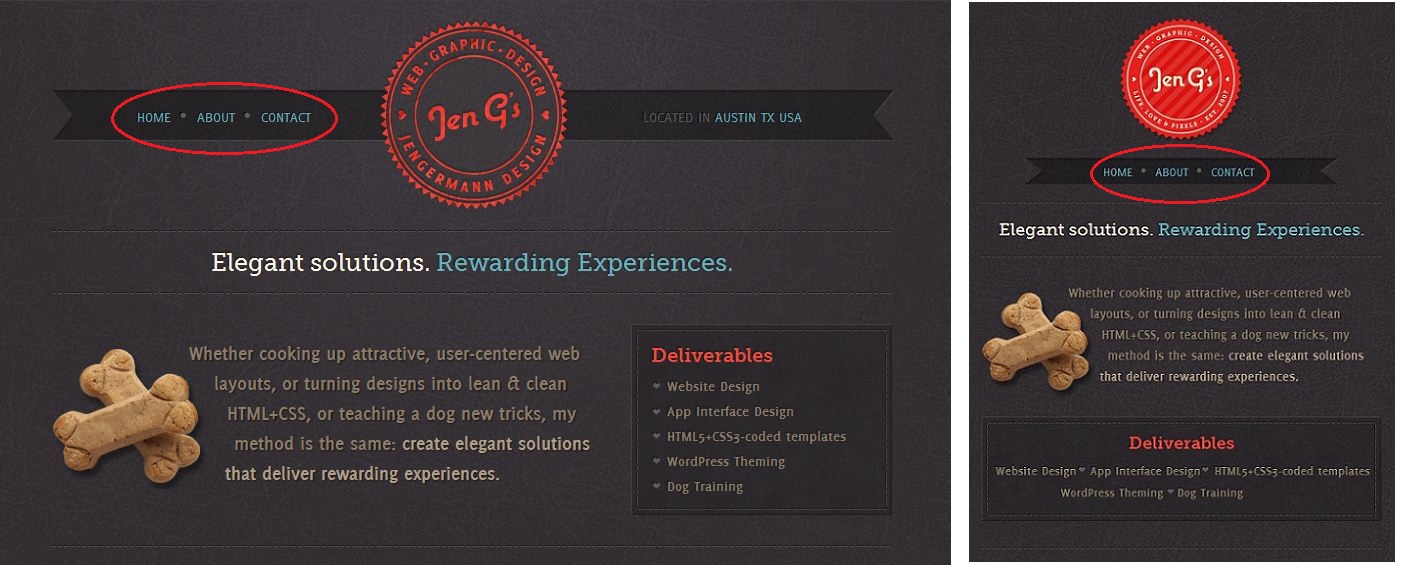 WEB • GRAPHIC • DESIGN
Jen G's
JENGERMANN DESIGN
HOME • ABOUT • CONTACT
LOCATED IN AUSTIN TX USA
Elegant solutions. Rewarding Experiences.
Whether cooking up attractive, user-centered web
layouts, or turning designs into lean & clean
HTML+CSS, or teaching a dog new tricks, my
method is the same: create elegant solutions
that deliver rewarding experiences.
Deliverables
Website Design
App Interface Design
HTML5+CSS3-coded templates
WordPress Theming
Dog Training
WEB • GRAPHIC • DESIGN
Jen G's
LIFE, LOVE & PIXELS • EST 2007
HOME • ABOUT • CONTACT
Elegant solutions. Rewarding Experiences.
Whether cooking up attractive, user-centered web
layouts, or turning designs into lean & clean
HTML+CSS, or teaching a dog new tricks, my
method is the same: create elegant solutions
that deliver rewarding experiences.
Deliverables
Website Design ❤ App Interface Design ❤ HTML5+CSS3-coded templates
WordPress Theming ❤ Dog Training